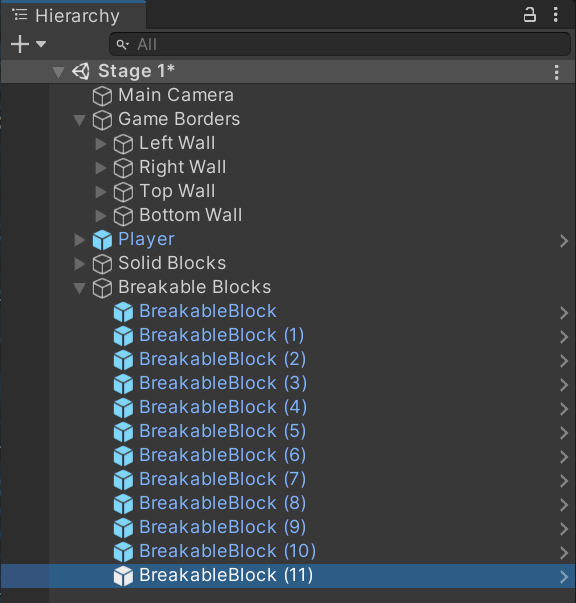 Hierarchy
All
Stage 1*
Main Camera
Game Borders
Left Wall
Right Wall
Top Wall
Bottom Wall
Player
Solid Blocks
Breakable Blocks
BreakableBlock
BreakableBlock (1)
BreakableBlock (2)
BreakableBlock (3)
BreakableBlock (4)
BreakableBlock (5)
BreakableBlock (6)
BreakableBlock (7)
BreakableBlock (8)
BreakableBlock (9)
BreakableBlock (10)
BreakableBlock (11)